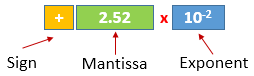 + 2.52 x 10⁻²
Sign Mantissa Exponent